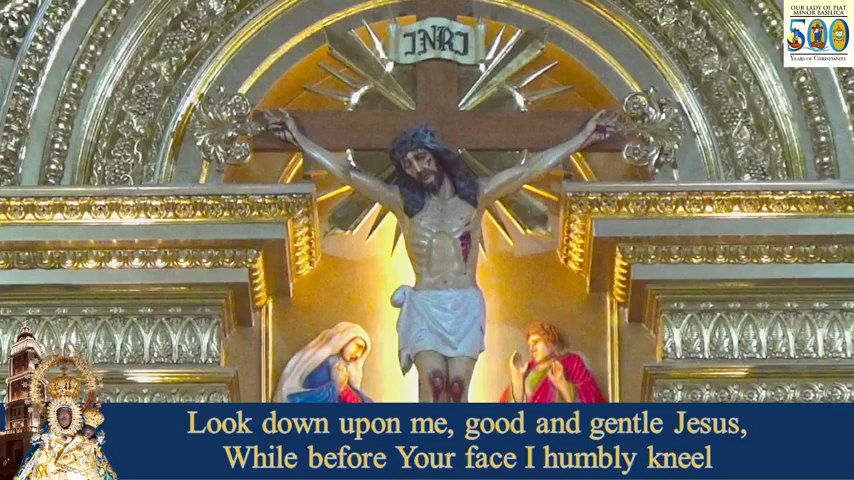 OUR LADY OF PIAT
MINOR BASILICA
500
YEARS OF CHRISTIANITY
INRI
Look down upon me, good and gentle Jesus,
While before Your face I humbly kneel